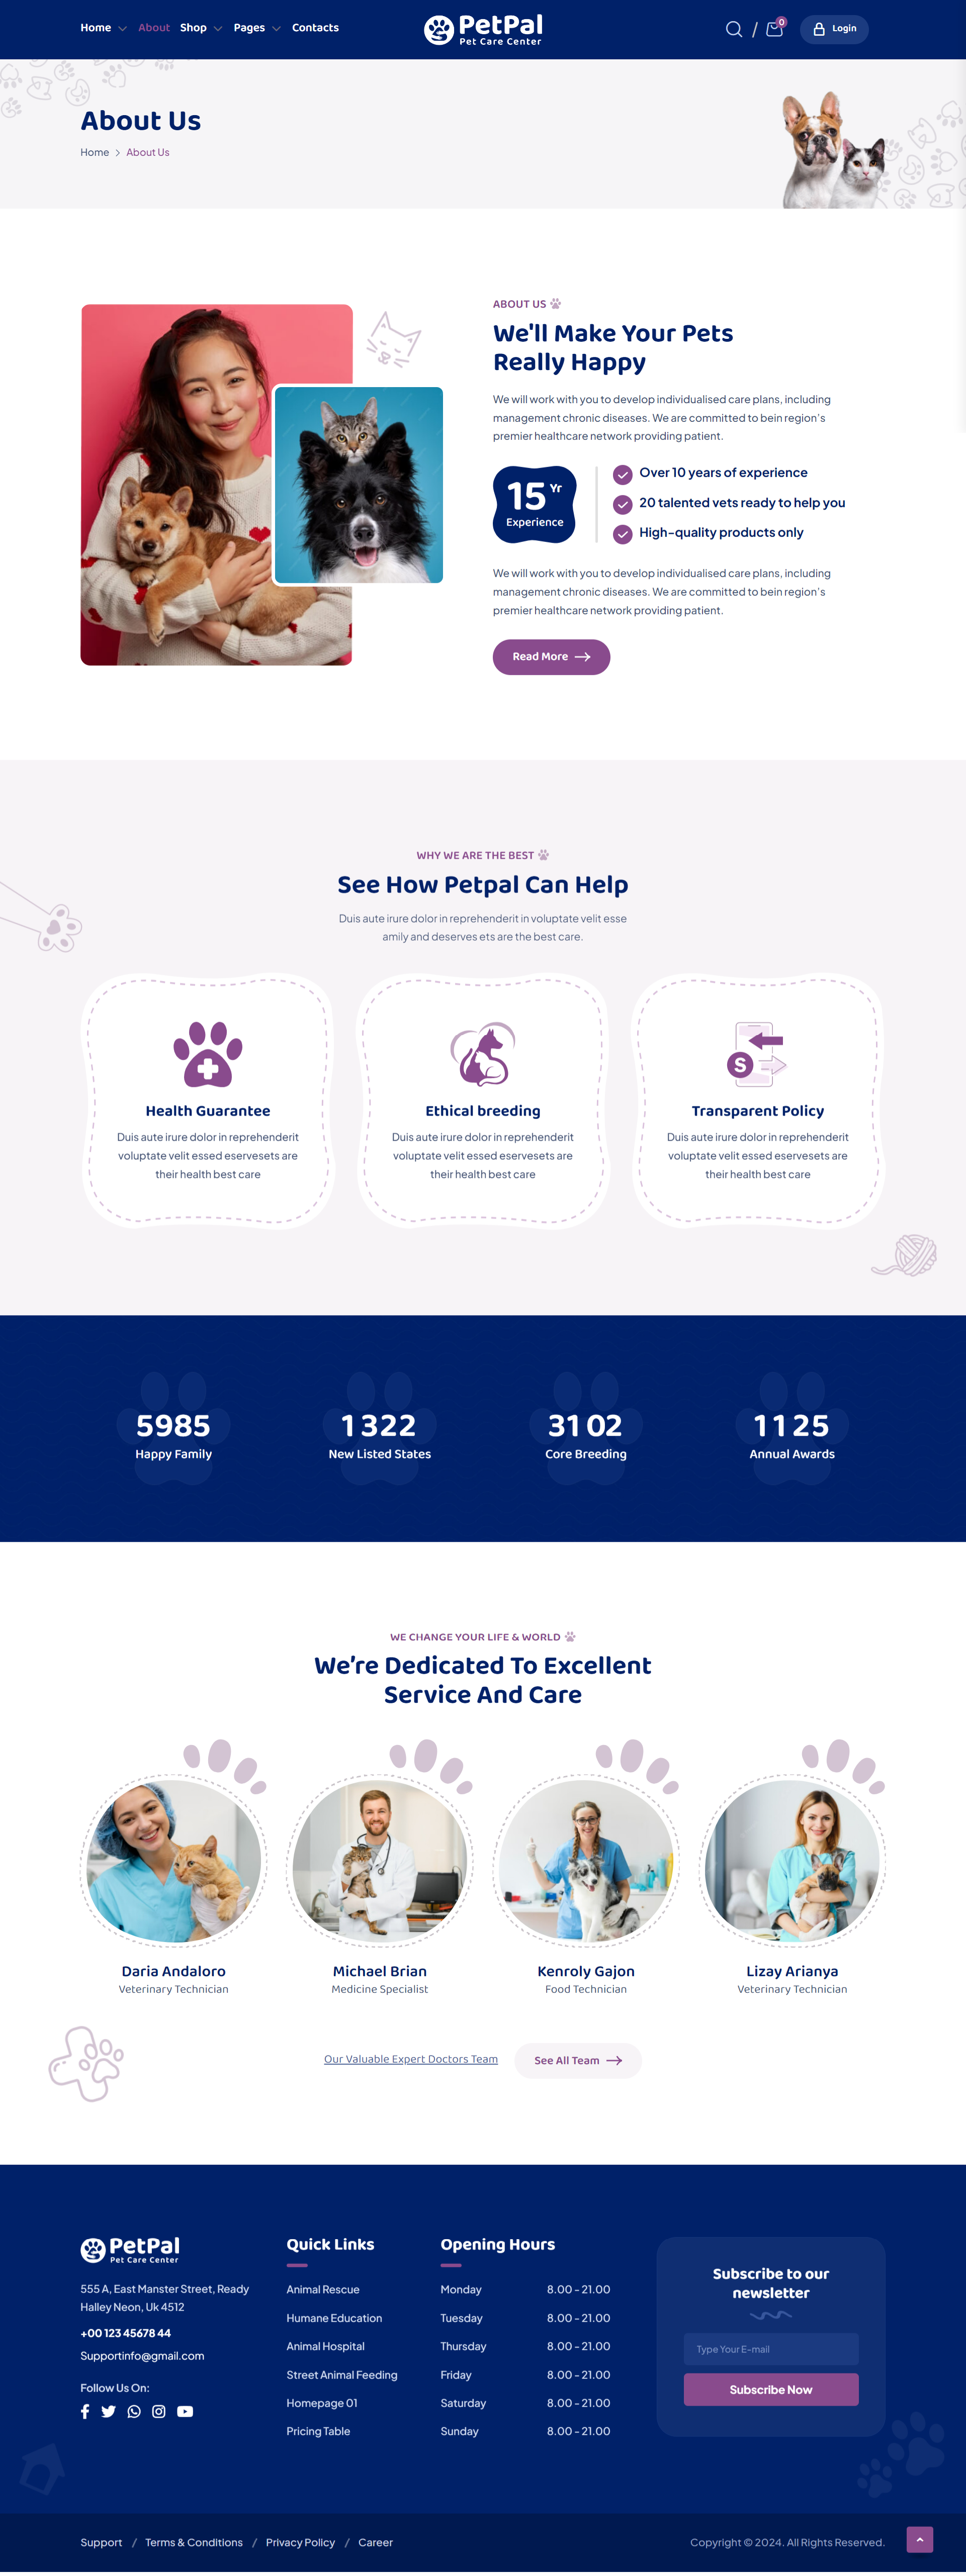 Home
About
Shop
Pages
Contacts
PetPal
Pet Care Center
/
0
Login
About Us
Home
About Us
ABOUT US
We'll Make Your Pets
Really Happy
We will work with you to develop individualised care plans, including
management chronic diseases. We are committed to bein region's
premier healthcare network providing patient.
15 Yr
Experience
Over 10 years of experience
20 talented vets ready to help you
High-quality products only
We will work with you to develop individualised care plans, including
management chronic diseases. We are committed to bein region's
premier healthcare network providing patient.
Read More
WHY WE ARE THE BEST
See How Petpal Can Help
Duis aute irure dolor in reprehenderit in voluptate velit esse
amily and deserves ets are the best care.
S
Health Guarantee
Duis aute irure dolor in reprehenderit
voluptate velit essed eservesets are
their health best care
Ethical breeding
Duis aute irure dolor in reprehenderit
voluptate velit essed eservesets are
their health best care
Transparent Policy
Duis aute irure dolor in reprehenderit
voluptate velit essed eservesets are
their health best care
5985
Happy Family
1322
New Listed States
3102
Core Breeding
1125
Annual Awards
WE CHANGE YOUR LIFE & WORLD
We're Dedicated To Excellent
Service And Care
Daria Andaloro
Veterinary Technician
Michael Brian
Medicine Specialist
Kenroly Gajon
Food Technician
Lizay Arianya
Veterinary Technician
Our Valuable Expert Doctors Team
See All Team
PetPal
Pet Care Center
555 A, East Manster Street, Ready
Halley Neon, Uk 4512
+00 123 45678 44
Supportinfo@gmail.com
Follow Us On:
Quick Links
Animal Rescue
Humane Education
Animal Hospital
Street Animal Feeding
Homepage 01
Pricing Table
Opening Hours
Monday 8.00 - 21.00
Tuesday 8.00 - 21.00
Thursday 8.00 - 21.00
Friday 8.00 - 21.00
Saturday 8.00 - 21.00
Sunday 8.00 - 21.00
Subscribe to our
newsletter
Type Your E-mail
Subscribe Now
Support / Terms & Conditions / Privacy Policy / Career
Copyright © 2024. All Rights Reserved.